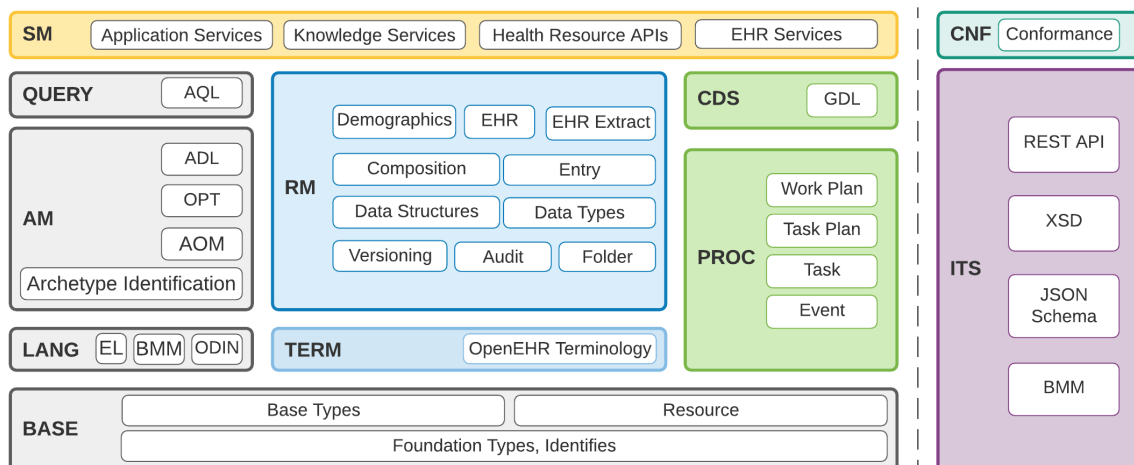 SM
Application Services
Knowledge Services
Health Resource APIs
EHR Services
QUERY
AQL
AM
ADL
OPT
AOM
Archetype Identification
LANG
EL
BMM
ODIN
RM
Demographics
EHR
EHR Extract
Composition
Entry
Data Structures
Data Types
Versioning
Audit
Folder
TERM
OpenEHR Terminology
CDS
GDL
PROC
Work Plan
Task Plan
Task
Event
BASE
Base Types
Resource
Foundation Types, Identifies
CNF
Conformance
ITS
REST API
XSD
JSON
Schema
BMM